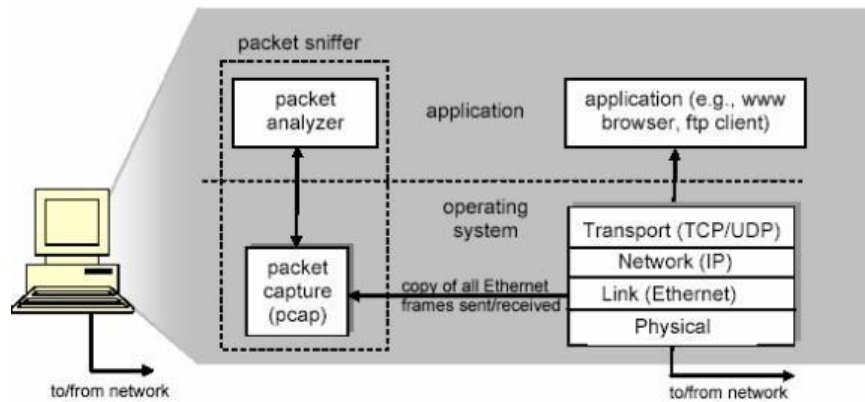 packet sniffer
packet
analyzer
application
application (e.g., www
browser, ftp client)
operating
system
packet
capture
(pcap)
copy of all Ethernet
frames sent/received
Transport (TCP/UDP)
Network (IP)
Link (Ethernet)
Physical
to/from network
to/from network